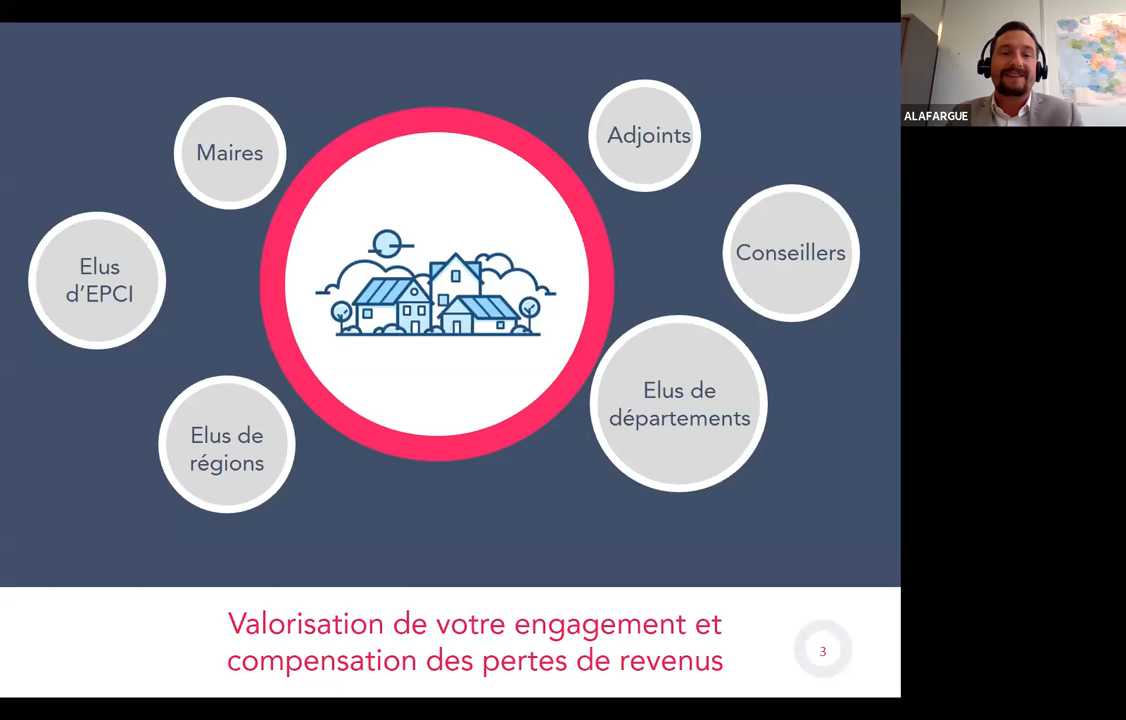 Maires
Adjoints
Elus
d'EPCI
Conseillers
Elus de
départements
Elus de
régions
Valorisation de votre engagement et
compensation des pertes de revenus
3
ALAFARGUE